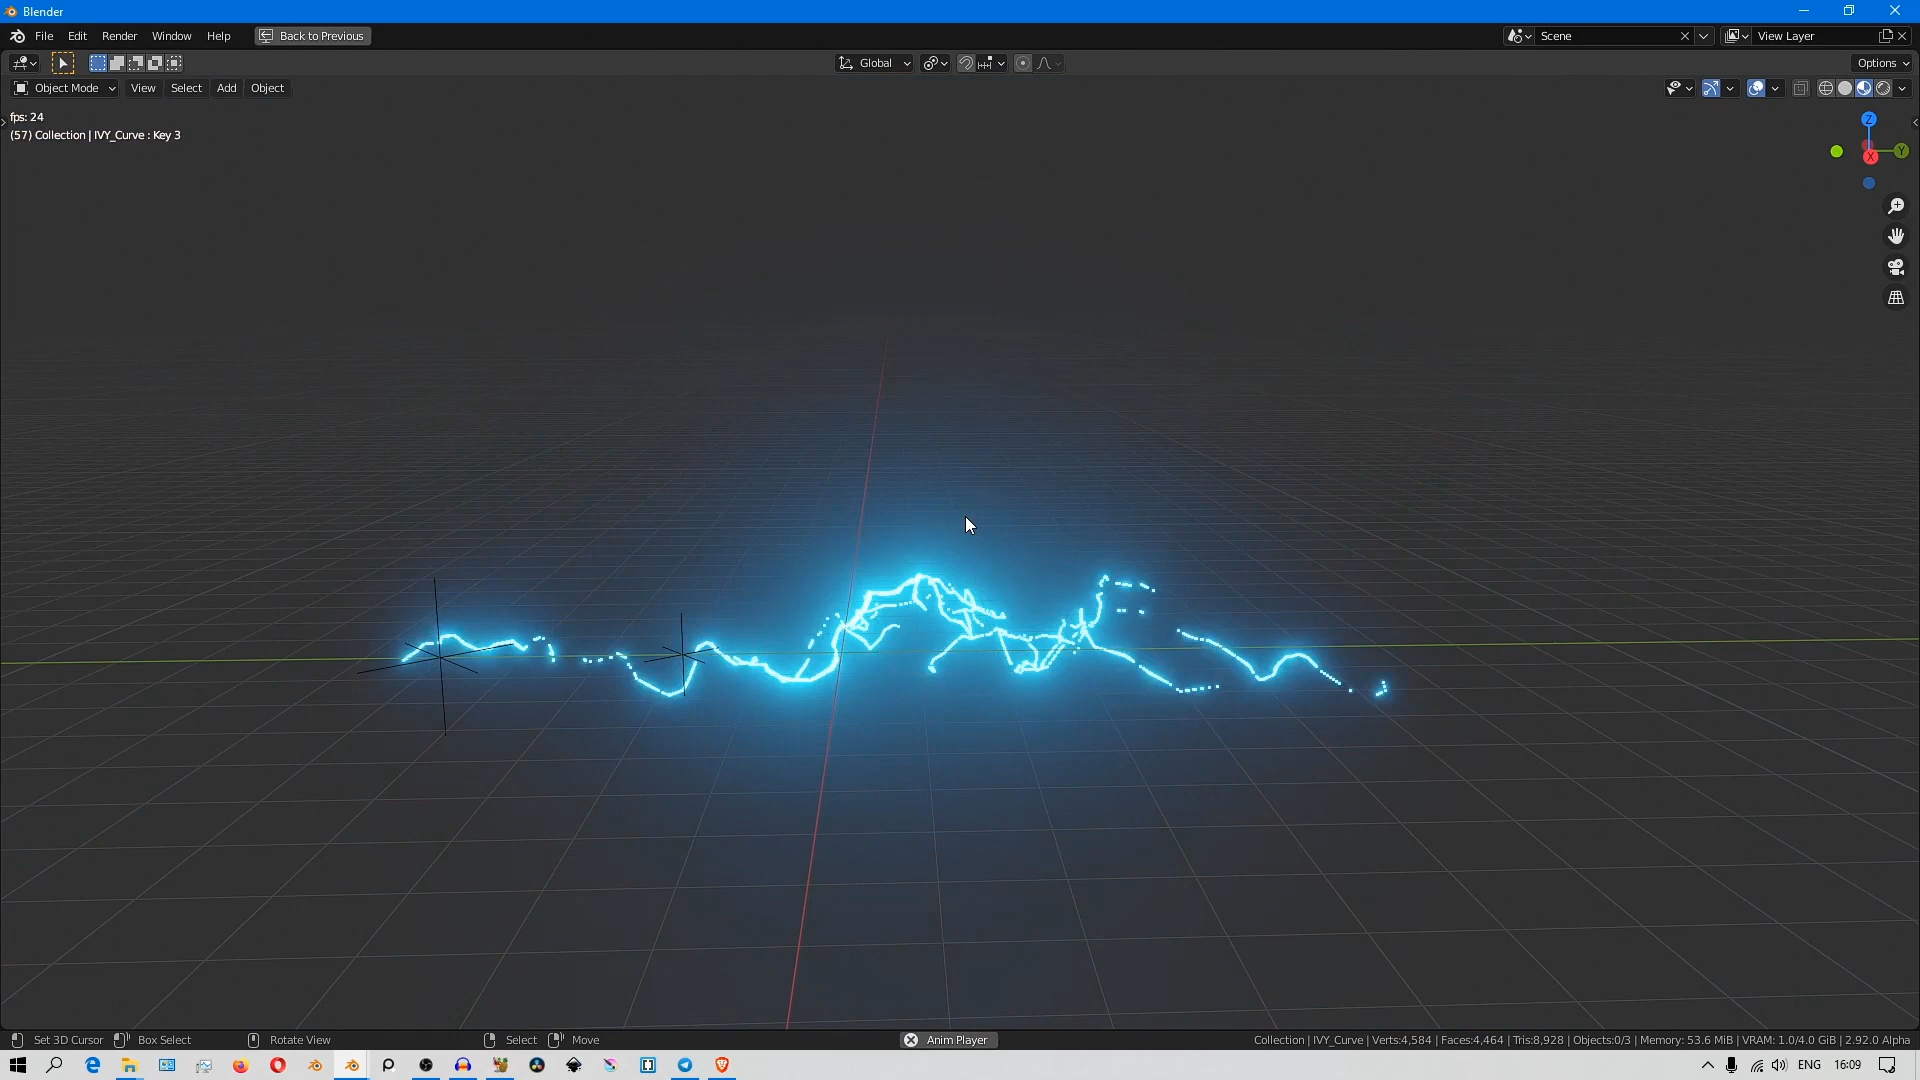 Blender
File Edit Render Window Help Back to Previous Scene View Layer
Global Options
Object Mode View Select Add Object
fps: 24
(57) Collection | IVY_Curve : Key 3
Z
Y
X
Set 3D Cursor Box Select Rotate View Select Move Anim Player Collection | IVY_Curve | Verts:4,584 | Faces:4,464 | Tris:8,928 | Objects:0/3 | Memory: 53.6 MiB | VRAM: 1.0/4.0 GiB | 2.92.0 Alpha
ENG 16:09